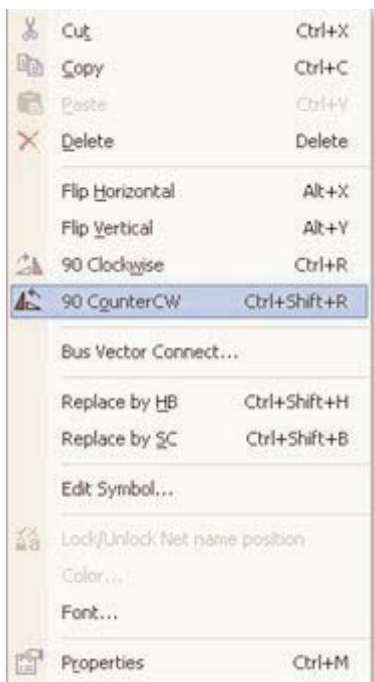 Cut Ctrl+X
Copy Ctrl+C
Paste Ctrl+V
Delete Delete
Flip Horizontal Alt+X
Flip Vertical Alt+Y
90 Clockwise Ctrl+R
90 CounterCW Ctrl+Shift+R
Bus Vector Connect...
Replace by HB Ctrl+Shift+H
Replace by SC Ctrl+Shift+B
Edit Symbol...
Lock/Unlock Net name position
Color...
Font...
Properties Ctrl+M